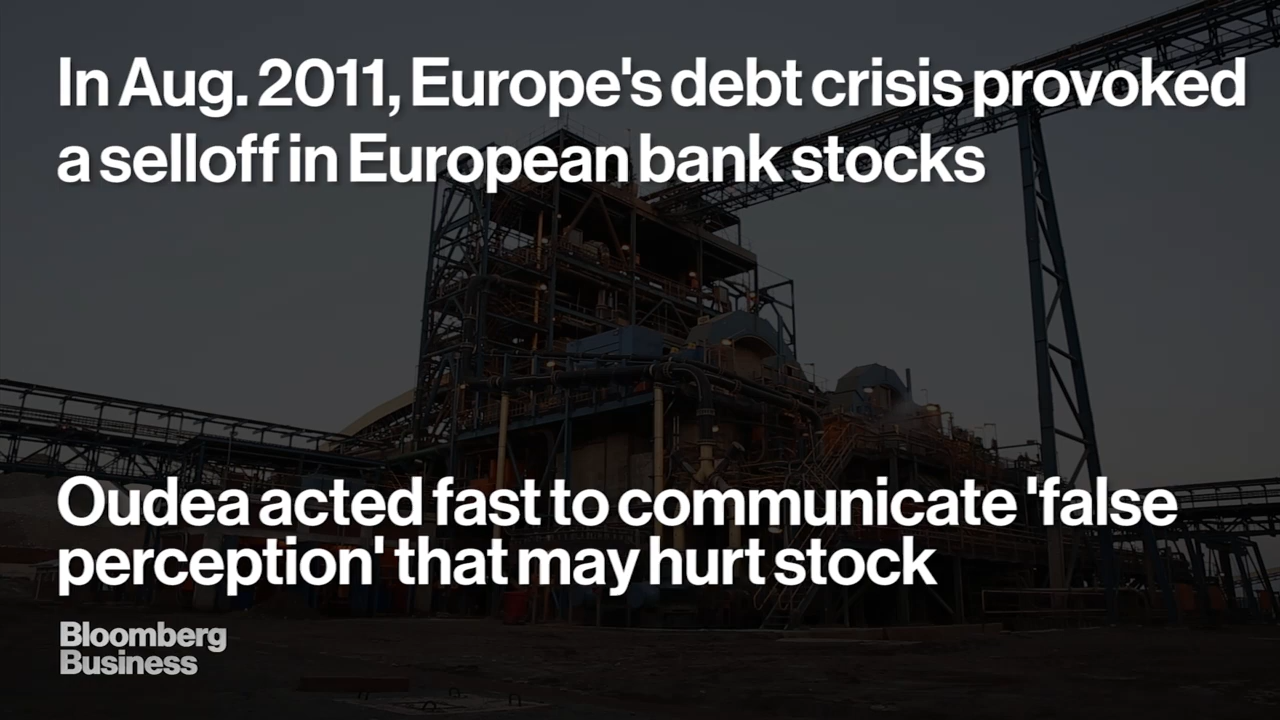 In Aug. 2011, Europe's debt crisis provoked
a selloff in European bank stocks
Oudea acted fast to communicate 'false
perception' that may hurt stock
Bloomberg
Business